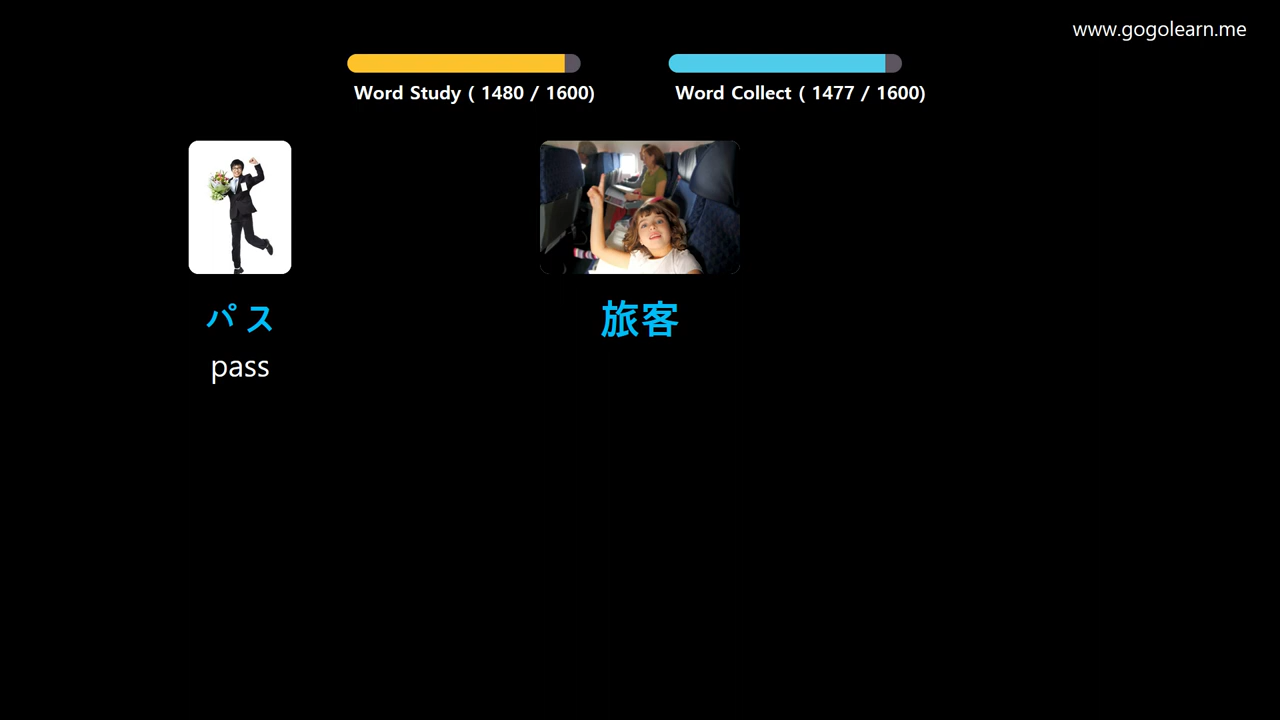 www.gogolearn.me
Word Study ( 1480 / 1600)
Word Collect ( 1477 / 1600)
パ ス
旅客
pass